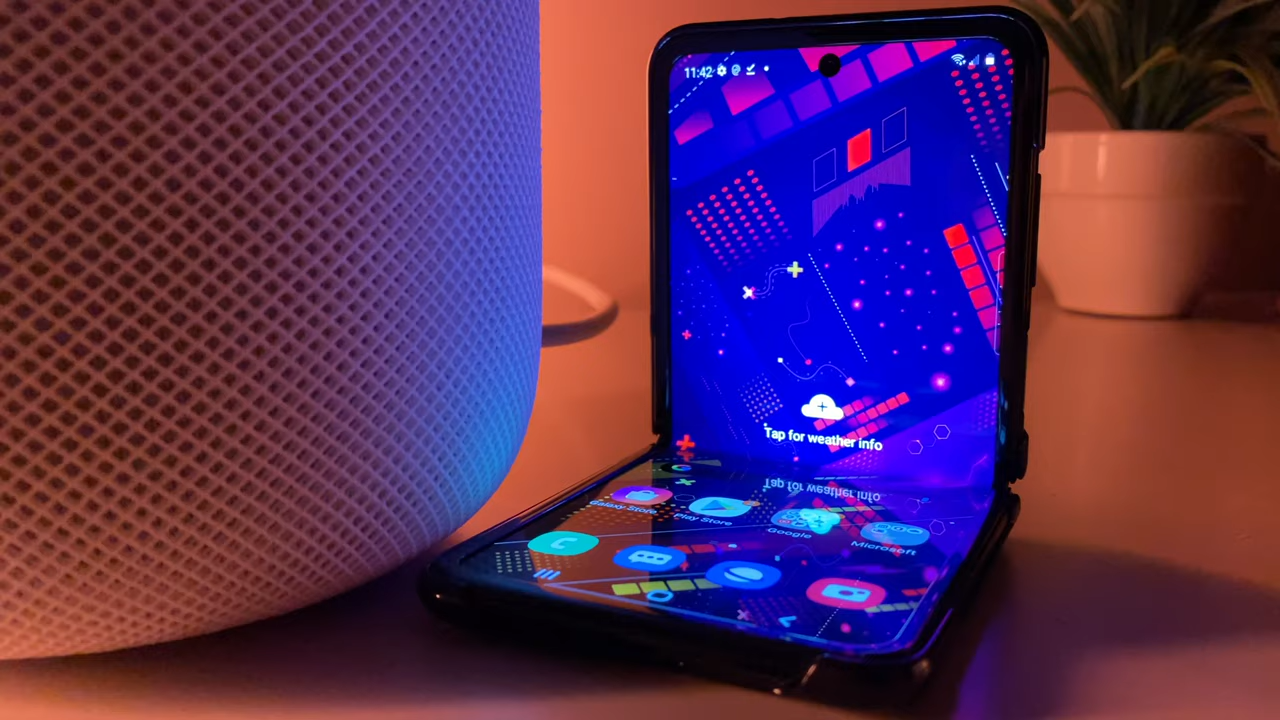 11:42
Tap for weather info
Tap for weather info
Galaxy Store
Play Store
Google
Microsoft